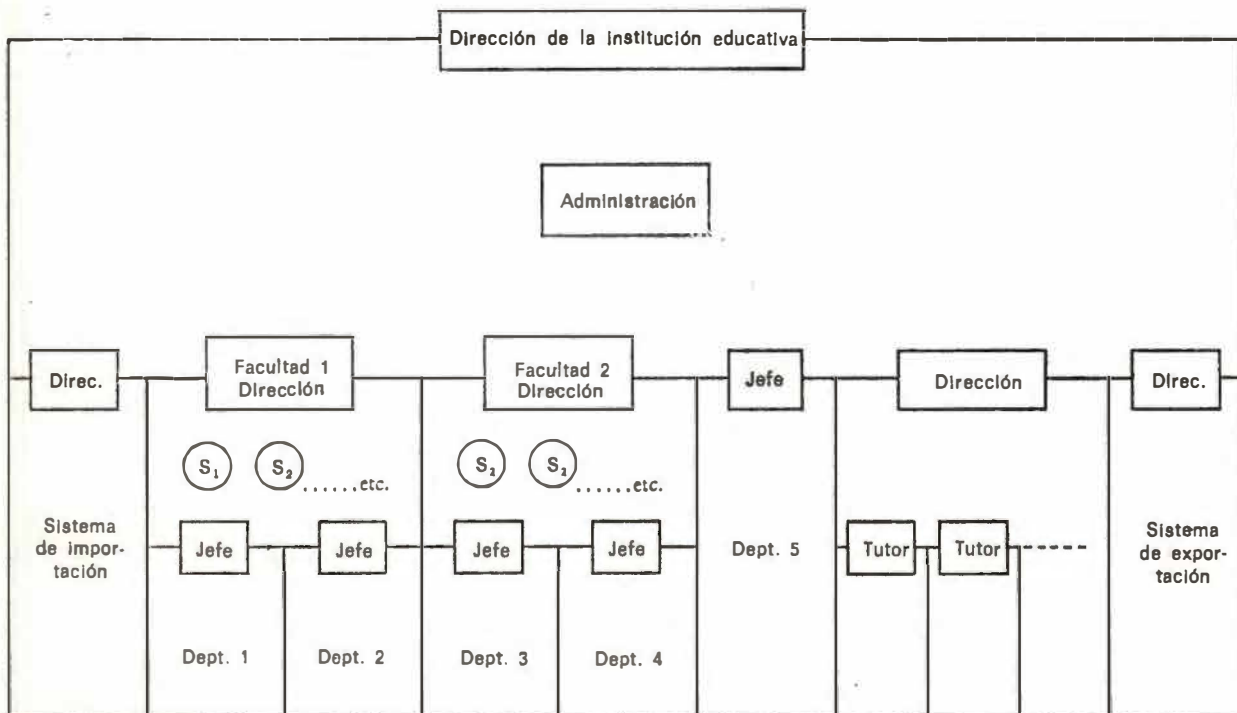 Dirección de la institución educativa
Administración
Direc.
Facultad 1
Dirección
Facultad 2
Dirección
Jefe
Dirección
Direc.
S₁ S₂ ......etc.
S₁ S₂ ......etc.
Sistema
de impor-
tación
Jefe
Jefe
Jefe
Jefe
Dept. 5
Tutor
Tutor
Sistema
de expor-
tación
Dept. 1
Dept. 2
Dept. 3
Dept. 4